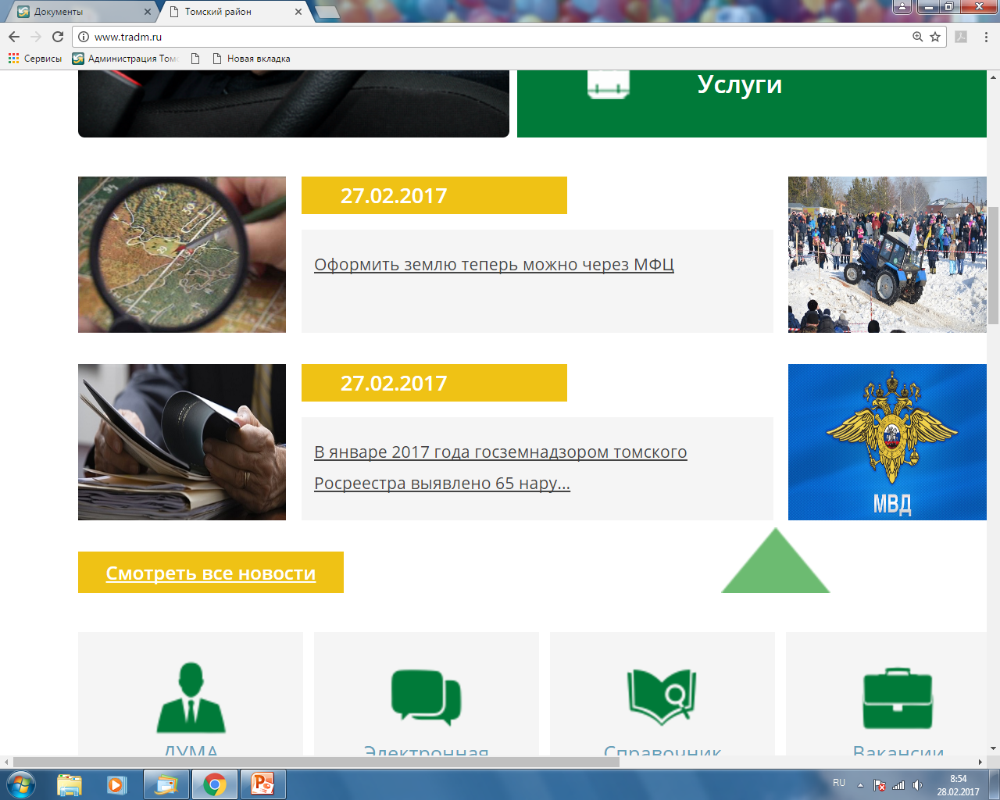 Документы
Томский район
www.tradm.ru
Сервисы
Администрация Том
Новая вкладка
Услуги
27.02.2017
Оформить землю теперь можно через МФЦ
27.02.2017
В январе 2017 года госземнадзором томского
Росреестра выявлено 65 нару...
МВД
Смотреть все новости
ДУМА
Электронная
Справочник
Вакансии
RU
8:54
28.02.2017